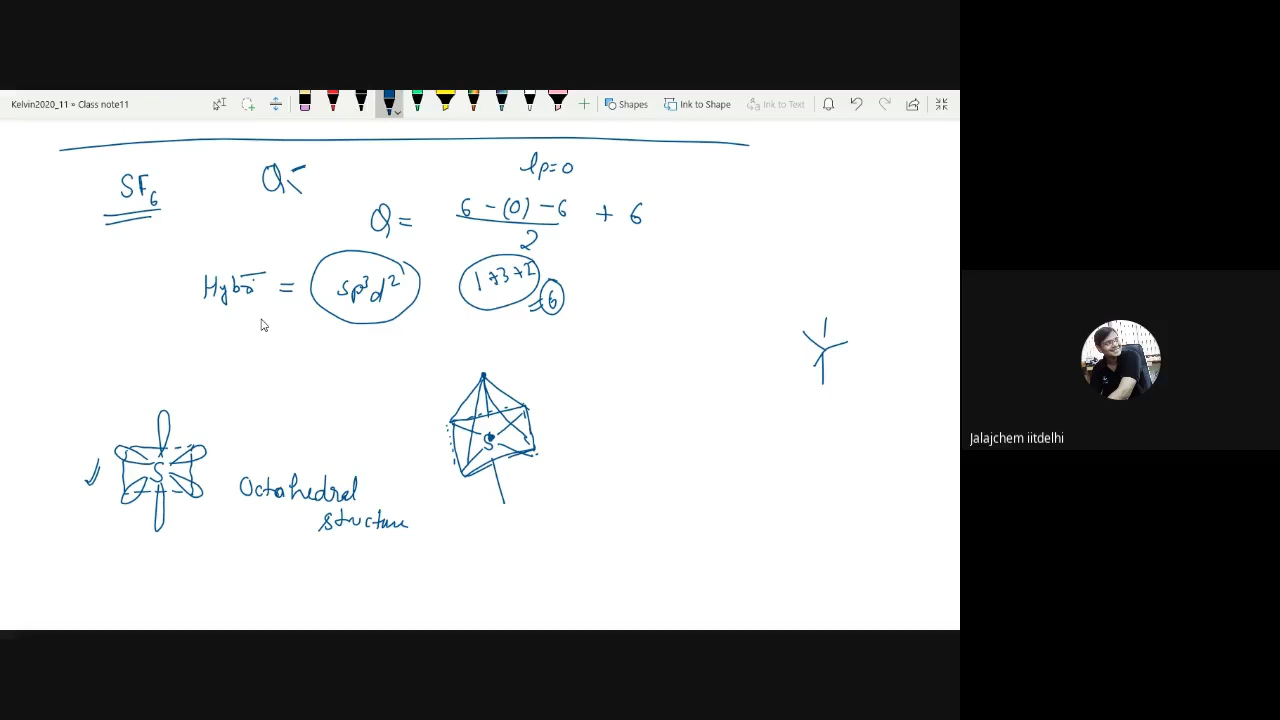 Kelvin2020_11 » Class note11
Shapes
Ink to Shape
Ink to Text
lp=0
SF6
Q
Q = 6 - (0) - 6 / 2 + 6
Hybn = sp³d²
1+3+2
=6
S
S
Octahedral
structure
Jalajchem iitdelhi